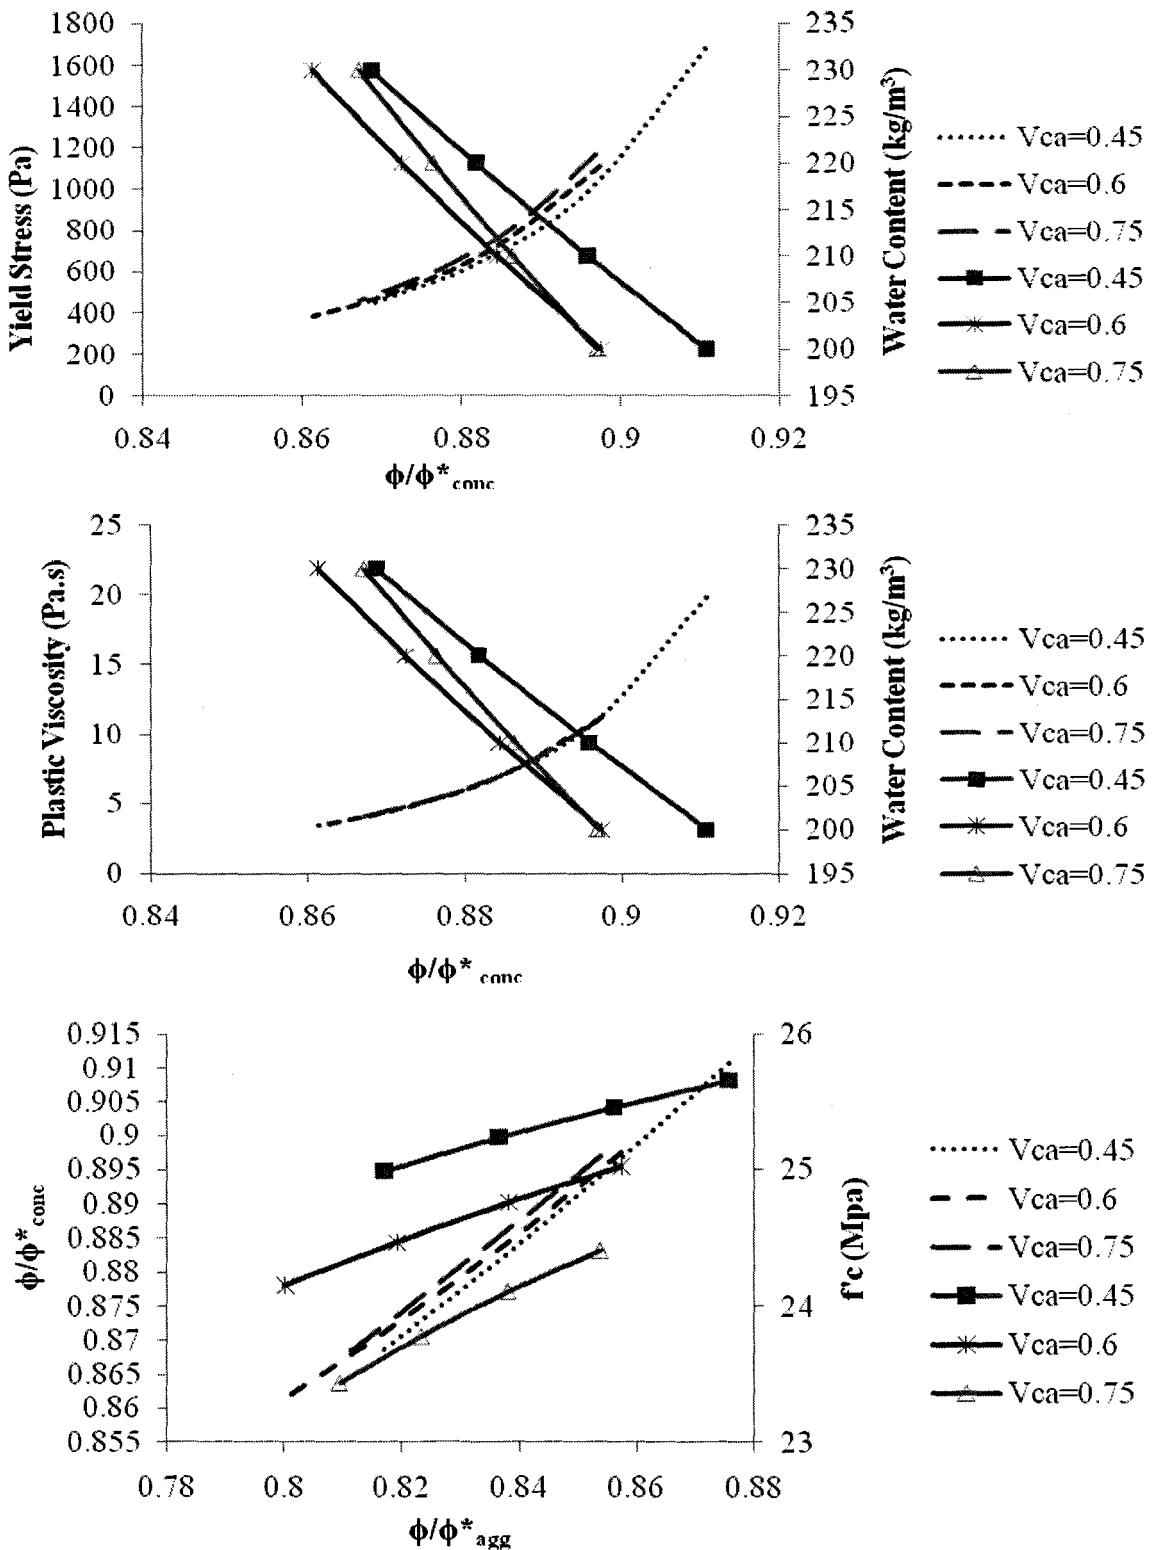 1800
1600
1400
1200
1000
800
600
400
200
0
Yield Stress (Pa)
235
230
225
220
215
210
205
200
195
Water Content (kg/m³)
0.84 0.86 0.88 0.9 0.92
ϕ/ϕ*conc
Vca=0.45
Vca=0.6
Vca=0.75
Vca=0.45
Vca=0.6
Vca=0.75
25
20
15
10
5
0
Plastic Viscosity (Pa.s)
235
230
225
220
215
210
205
200
195
Water Content (kg/m³)
0.84 0.86 0.88 0.9 0.92
ϕ/ϕ* conc
Vca=0.45
Vca=0.6
Vca=0.75
Vca=0.45
Vca=0.6
Vca=0.75
0.915
0.91
0.905
0.9
0.895
0.89
0.885
0.88
0.875
0.87
0.865
0.86
0.855
ϕ/ϕ*conc
26
25
24
23
f'c (Mpa)
0.78 0.8 0.82 0.84 0.86 0.88
ϕ/ϕ*agg
Vca=0.45
Vca=0.6
Vca=0.75
Vca=0.45
Vca=0.6
Vca=0.75